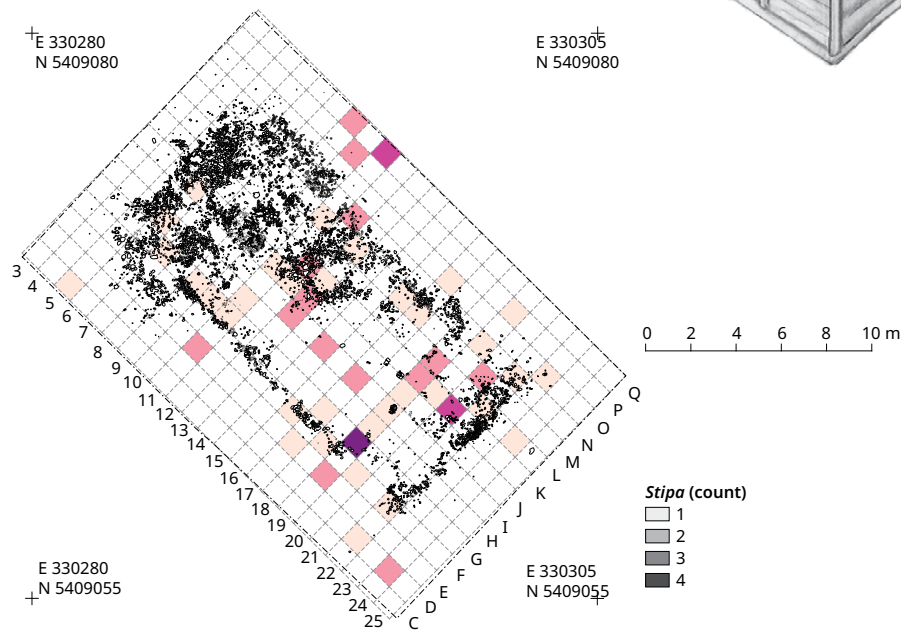 E 330280
N 5409080
E 330305
N 5409080
3
4
5
6
7
8
9
10
11
12
13
14
15
16
17
18
19
20
21
22
23
24
25
C
D
E
F
G
H
I
J
K
L
M
N
O
P
Q
0 2 4 6 8 10 m
Stipa (count)
1
2
3
4
E 330280
N 5409055
E 330305
N 5409055